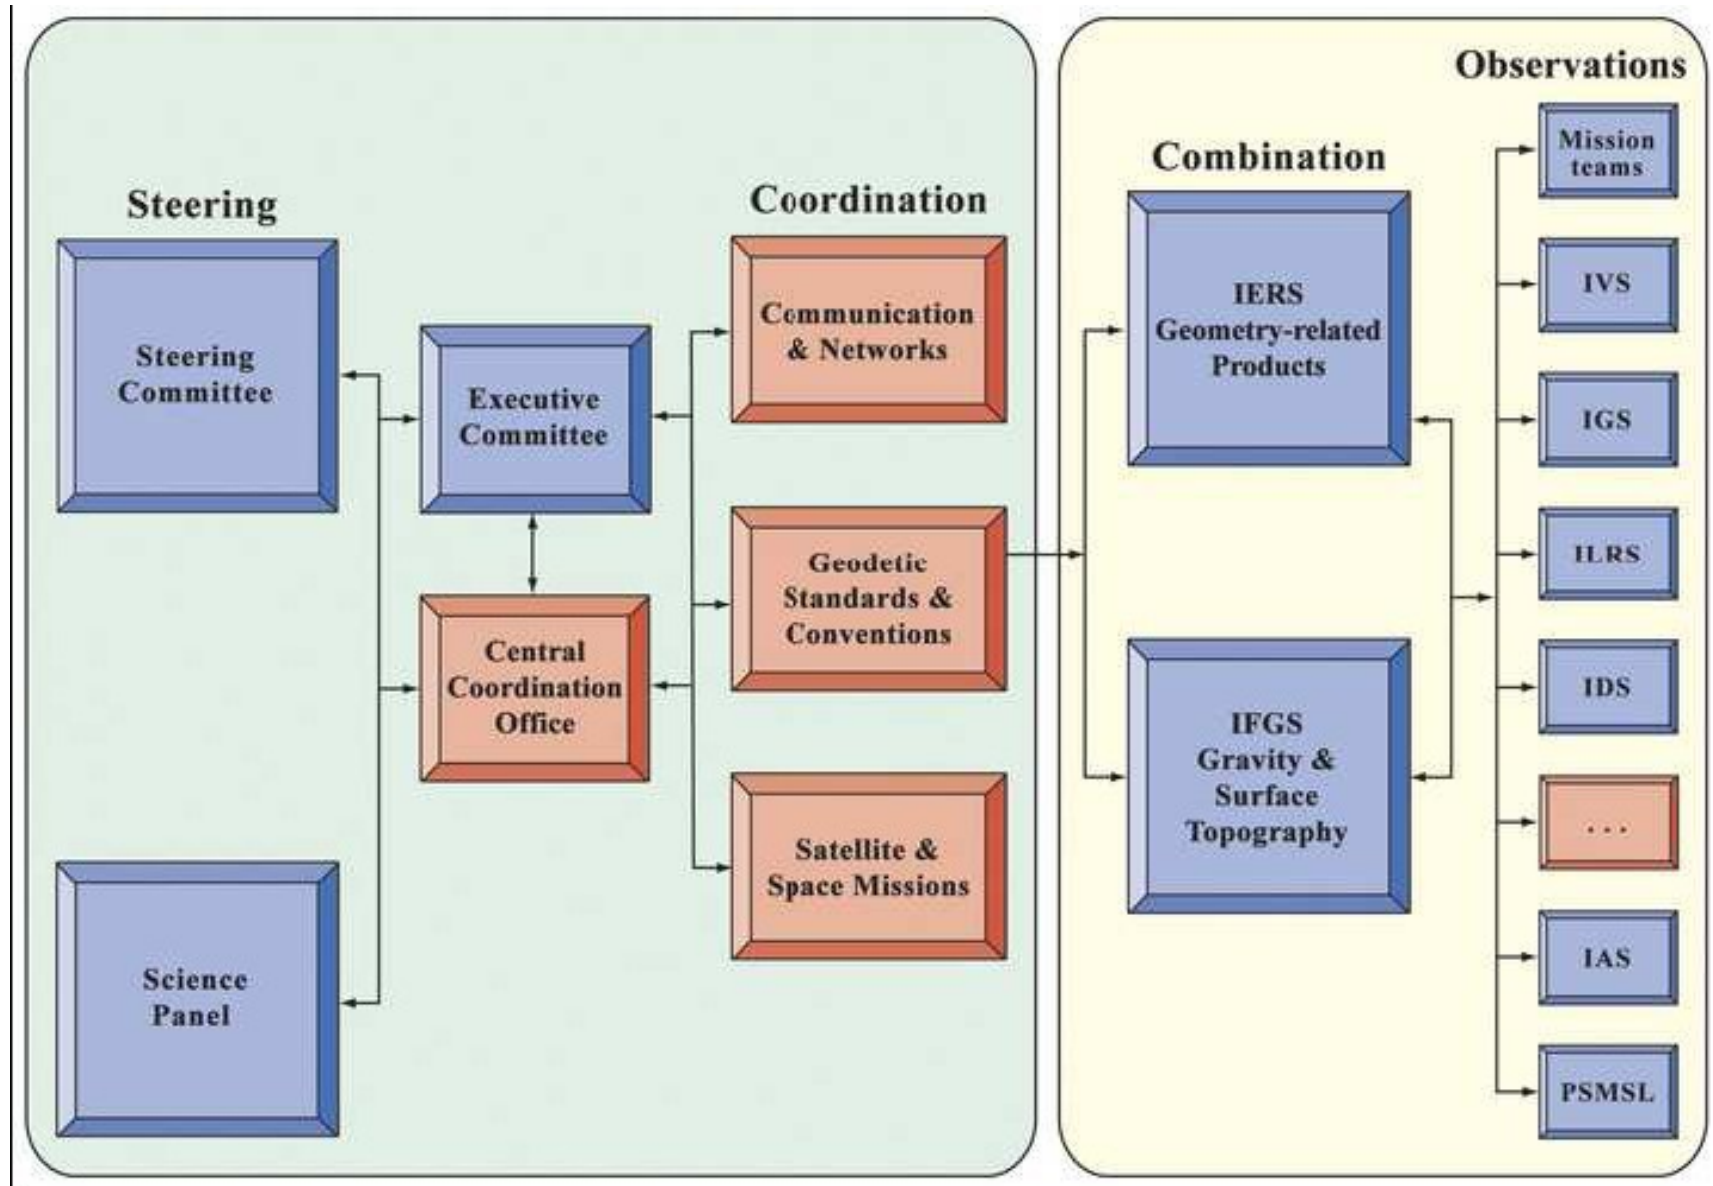 Steering
Steering
Committee
Science
Panel
Executive
Committee
Central
Coordination
Office
Coordination
Communication
& Networks
Geodetic
Standards &
Conventions
Satellite &
Space Missions
Combination
IERS
Geometry-related
Products
IFGS
Gravity &
Surface
Topography
Observations
Mission
teams
IVS
IGS
ILRS
IDS
...
IAS
PSMSL